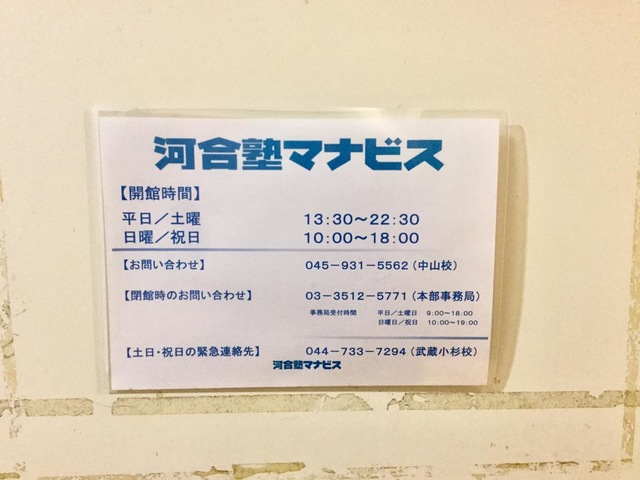 河合塾マナビス
【開館時間】
平日／土曜 13:30～22:30
日曜／祝日 10:00～18:00
【お問い合わせ】 045－931－5562（中山校）
【閉館時のお問い合わせ】 03－3512－5771（本部事務局）
事務局受付時間 平日／土曜日 9:00～18:00
日曜日／祝日 10:00～19:00
【土日・祝日の緊急連絡先】 044－733－7294（武蔵小杉校）
河合塾マナビス